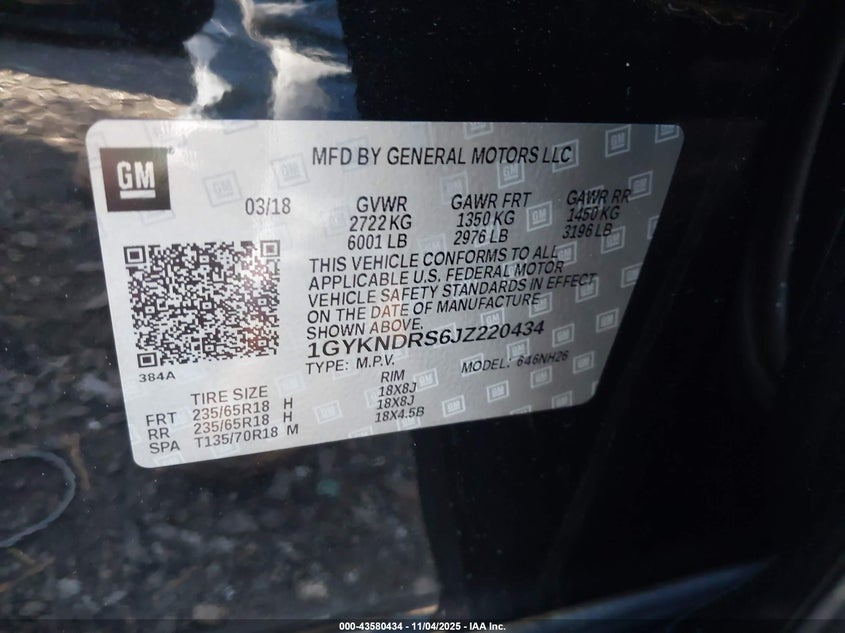 GM
MFD BY GENERAL MOTORS LLC
03/18
GVWR GAWR FRT GAWR RR
2722 KG 1350 KG 1450 KG
6001 LB 2976 LB 3196 LB
THIS VEHICLE CONFORMS TO ALL
APPLICABLE U.S. FEDERAL MOTOR
VEHICLE SAFETY STANDARDS IN EFFECT
ON THE DATE OF MANUFACTURE
SHOWN ABOVE.
1GYKNDRS6JZ220434
TYPE: M.P.V. MODEL: 646NH26
384A
TIRE SIZE RIM
FRT 235/65R18 H 18X8J
RR 235/65R18 H 18X8J
SPA T135/70R18 M 18X4.5B
000-43580434 - 11/04/2025 - IAA Inc.